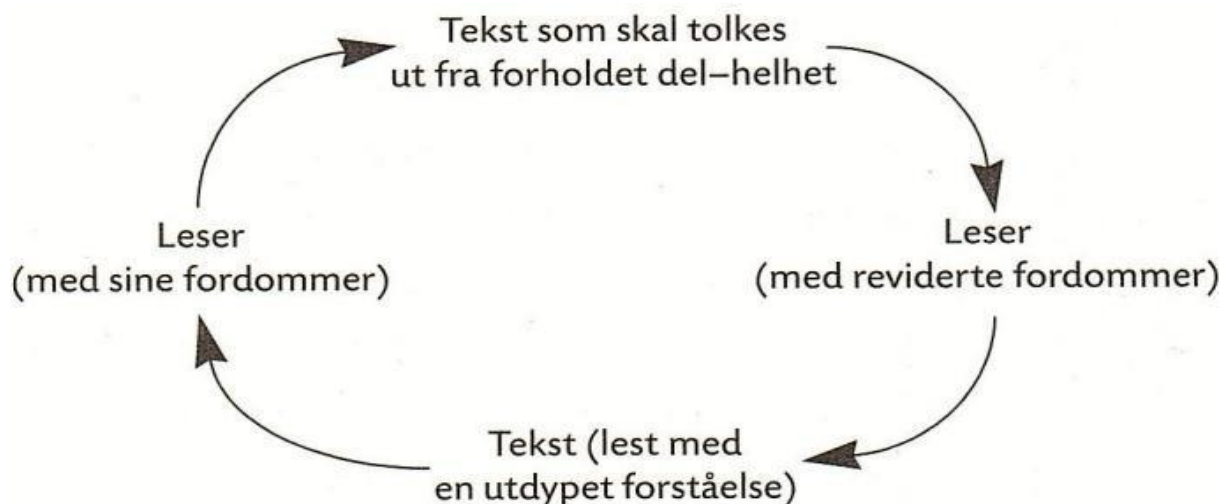 Tekst som skal tolkes
ut fra forholdet del–helhet
Leser
(med sine fordommer)
Leser
(med reviderte fordommer)
Tekst (lest med
en utdypet forståelse)